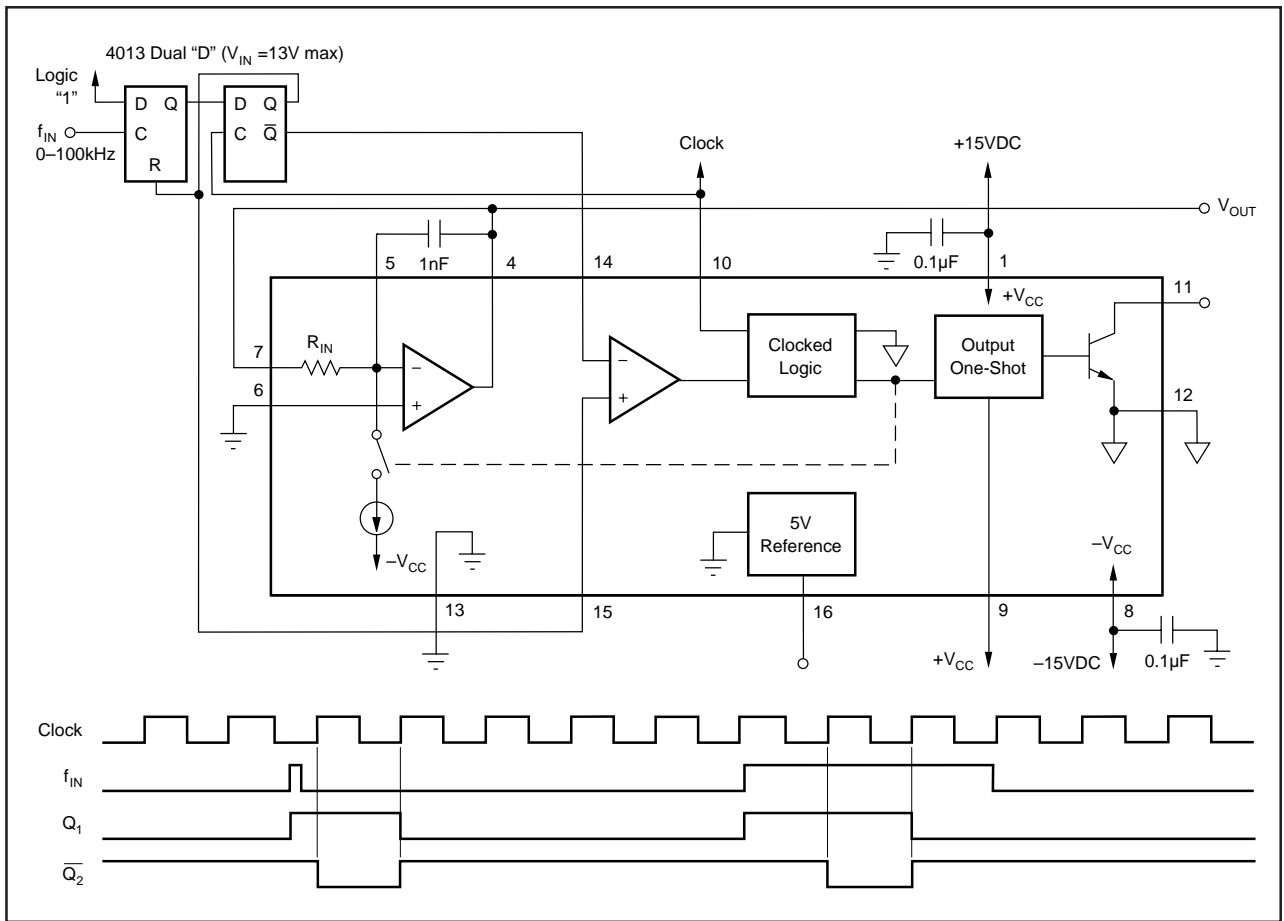 4013 Dual “D” (V_IN =13V max)
Logic
“1”
D Q
C
R
D Q
C Q̅
f_IN
0–100kHz
Clock
+15VDC
V_OUT
5
1nF
4
14
10
0.1µF
1
11
+V_CC
7
R_IN
–
+
6
–
+
Clocked
Logic
Output
One-Shot
12
5V
Reference
–V_CC
–V_CC
13
15
16
9
8
+V_CC
–15VDC
0.1µF
Clock
f_IN
Q₁
Q̅₂